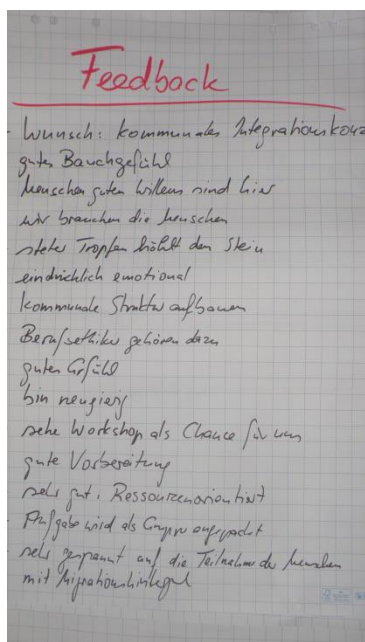 Feedback
- Wunsch: kommunales Integrationskonz
gutes Bauchgefühl
Menschen guten Willens sind hier
wir brauchen die Menschen
- steter Tropfen höhlt den Stein
eindrücklich emotional
kommunale Struktur aufbauen
Berufsethiker gehören dazu
gutes Gefühl
bin neugierig
sehe Workshop als Chance für uns
gute Vorbereitung
sehr gut, Ressourcenorientiert
- Aufgabe wird als Gruppe angepackt
- sehr gespannt auf die Teilnahme der Menschen
mit Migrationshintergrund